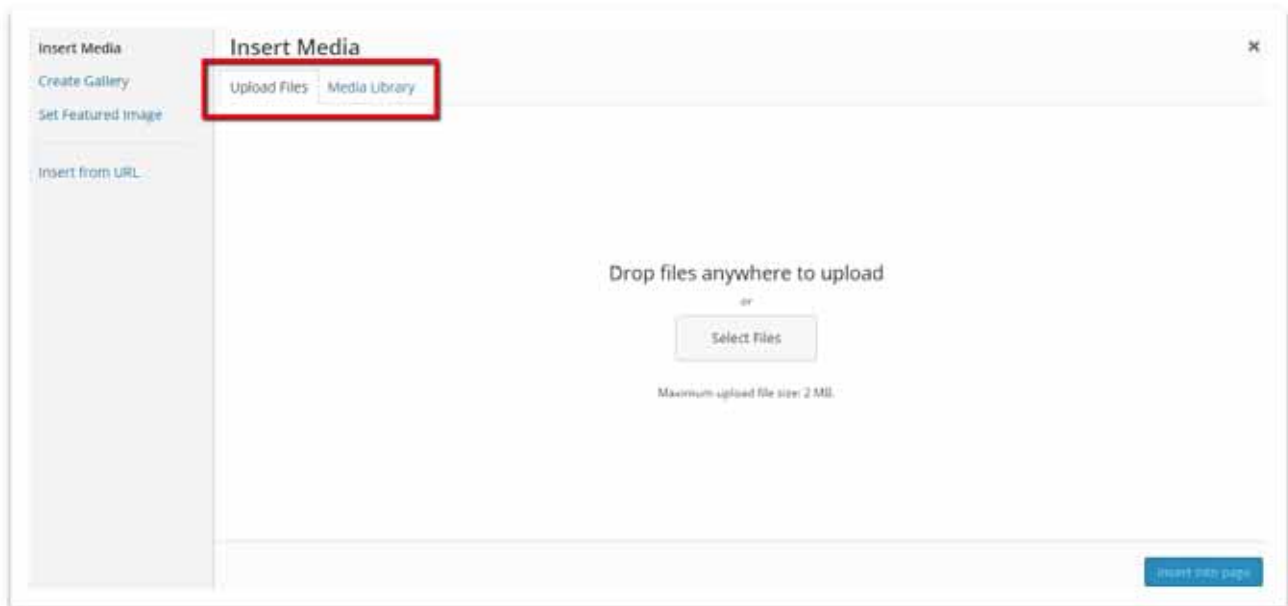 Insert Media
Create Gallery
Set Featured Image
Insert from URL
Insert Media
Upload Files Media Library
Drop files anywhere to upload
or
Select Files
Maximum upload file size: 2 MB.
Insert into page